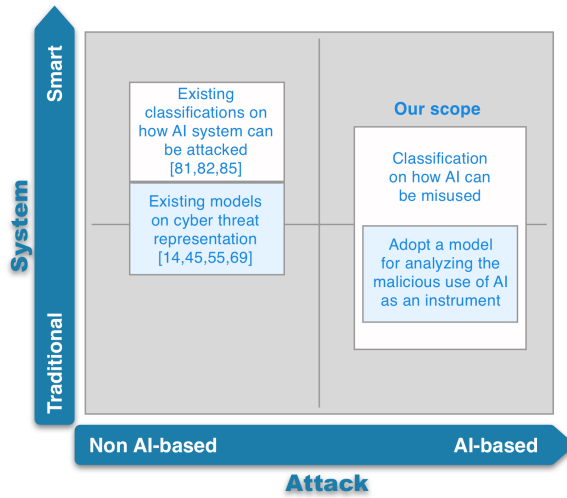 Smart
System
Traditional
Existing
classifications on
how AI system can
be attacked
[81,82,85]
Existing models
on cyber threat
representation
[14,45,55,69]
Our scope
Classification
on how AI can
be misused
Adopt a model
for analyzing the
malicious use of AI
as an instrument
Non AI-based
AI-based
Attack